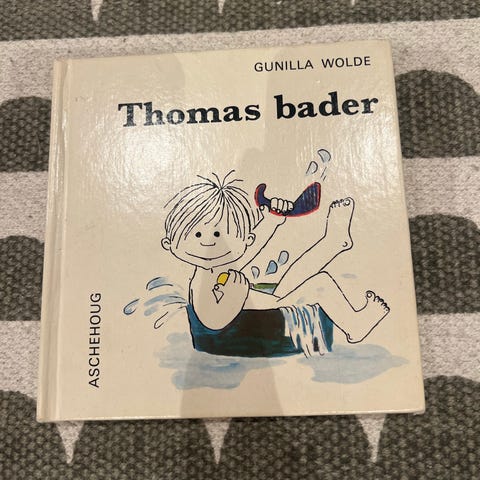 GUNILLA WOLDE
Thomas bader
ASCHEHOUG